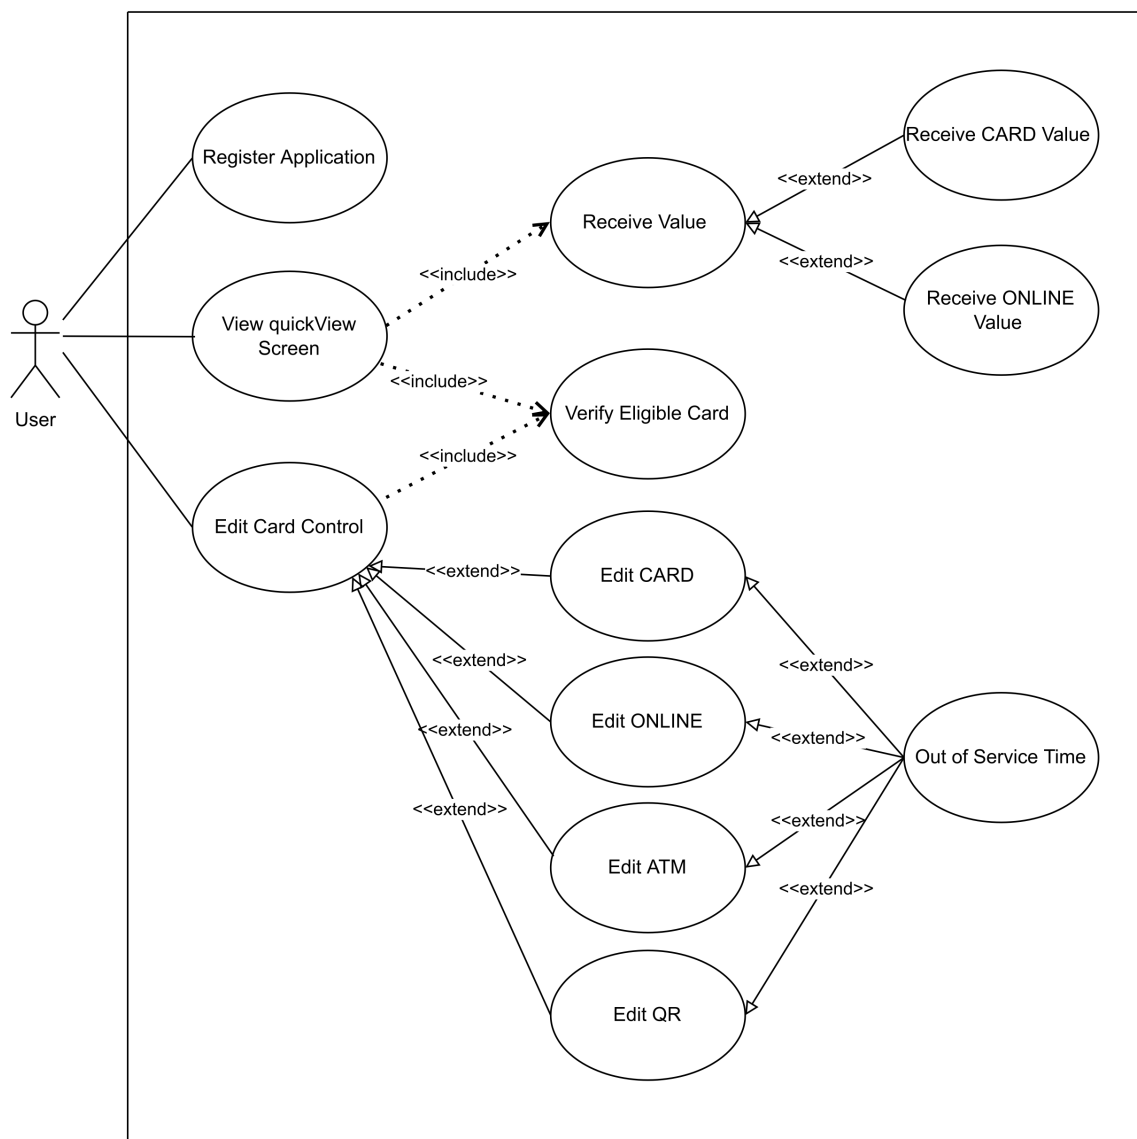 Register Application
Receive CARD Value
<<extend>>
Receive Value
<<extend>>
<<include>>
Receive ONLINE
Value
View quickView
Screen
<<include>>
User
Verify Eligible Card
<<include>>
Edit Card Control
<<extend>>
Edit CARD
<<extend>>
<<extend>>
Edit ONLINE
<<extend>>
<<extend>>
Out of Service Time
<<extend>>
<<extend>>
Edit ATM
<<extend>>
Edit QR